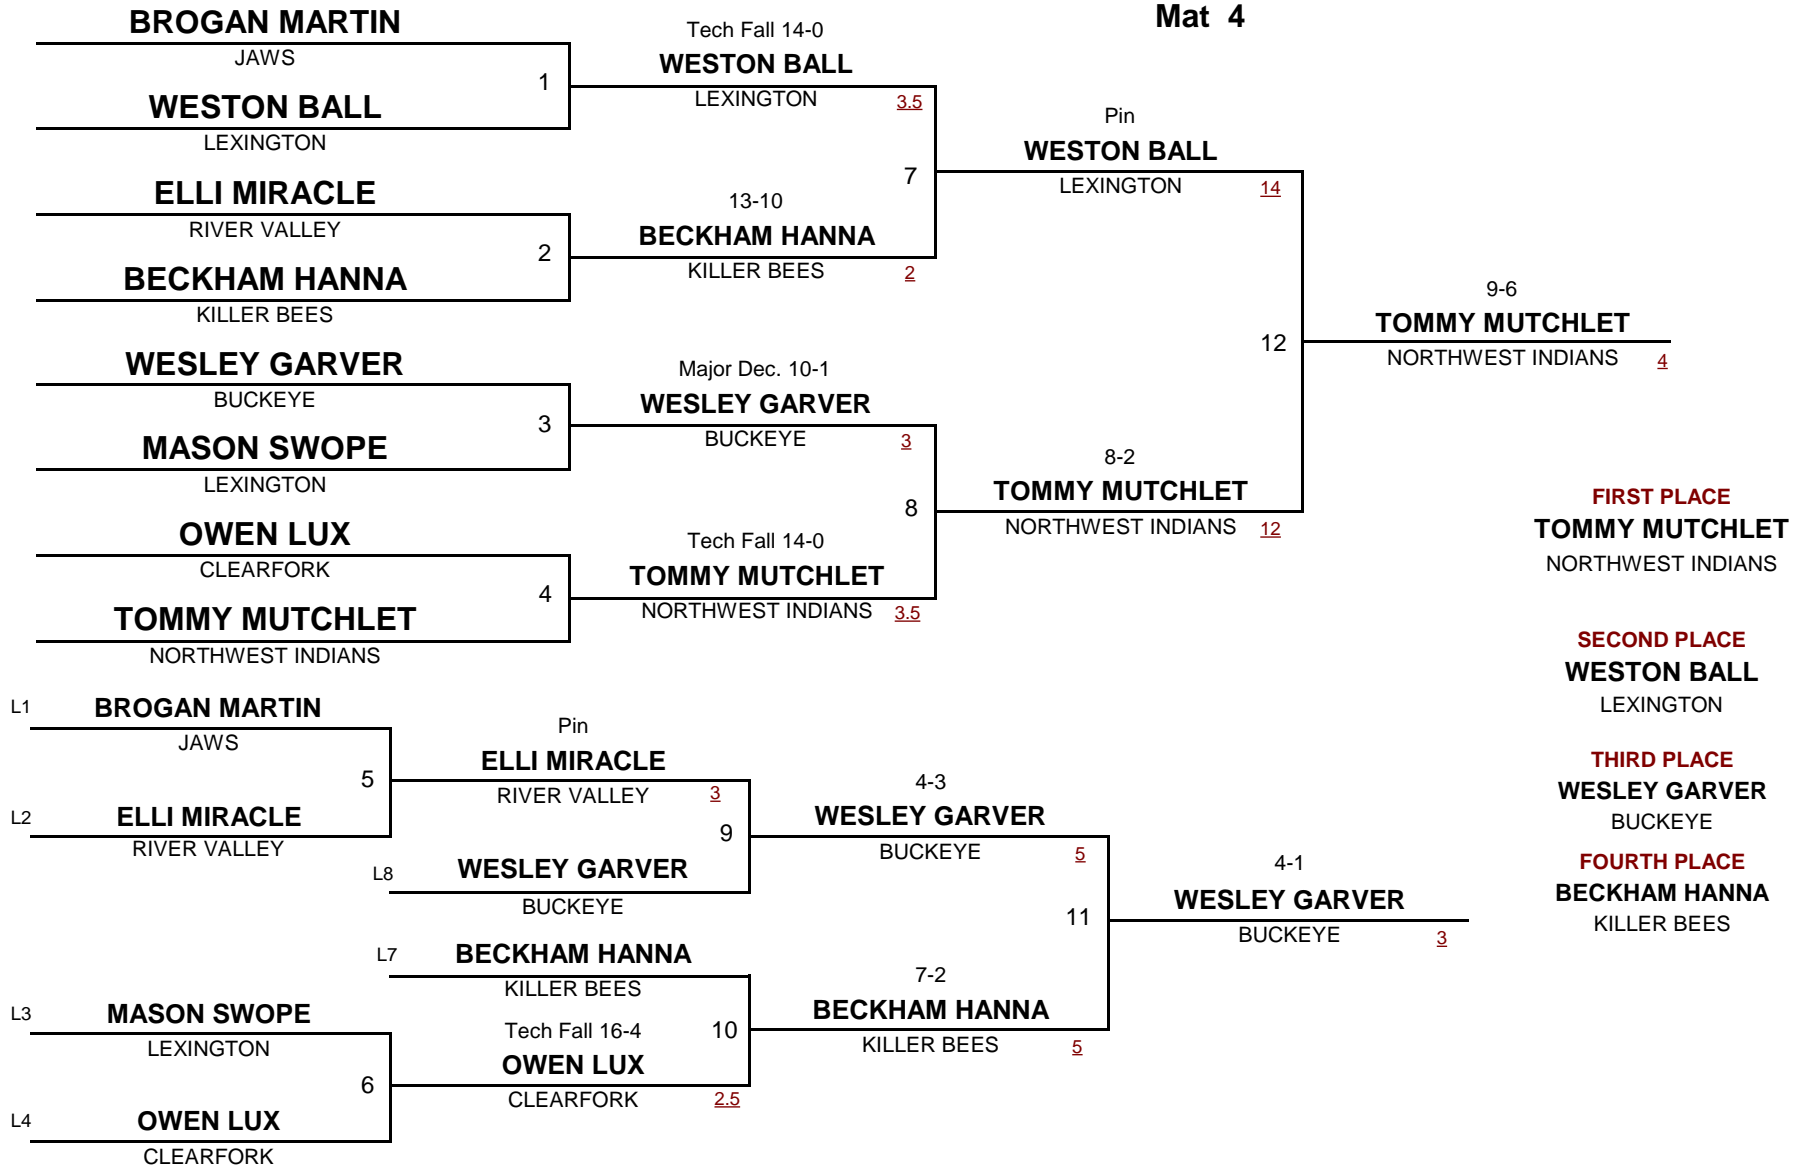 Mat 4
BROGAN MARTIN
JAWS
1
WESTON BALL
LEXINGTON
ELLI MIRACLE
RIVER VALLEY
2
BECKHAM HANNA
KILLER BEES
WESLEY GARVER
BUCKEYE
3
MASON SWOPE
LEXINGTON
OWEN LUX
CLEARFORK
4
TOMMY MUTCHLET
NORTHWEST INDIANS
Tech Fall 14-0
WESTON BALL
LEXINGTON 3.5
7
13-10
BECKHAM HANNA
KILLER BEES 2
Major Dec. 10-1
WESLEY GARVER
BUCKEYE 3
8
Tech Fall 14-0
TOMMY MUTCHLET
NORTHWEST INDIANS 3.5
Pin
WESTON BALL
LEXINGTON 14
12
8-2
TOMMY MUTCHLET
NORTHWEST INDIANS 12
9-6
TOMMY MUTCHLET
NORTHWEST INDIANS 4
FIRST PLACE
TOMMY MUTCHLET
NORTHWEST INDIANS
SECOND PLACE
WESTON BALL
LEXINGTON
THIRD PLACE
WESLEY GARVER
BUCKEYE
FOURTH PLACE
BECKHAM HANNA
KILLER BEES
L1 BROGAN MARTIN
JAWS
5
L2 ELLI MIRACLE
RIVER VALLEY
L3 MASON SWOPE
LEXINGTON
6
L4 OWEN LUX
CLEARFORK
Pin
ELLI MIRACLE
RIVER VALLEY 3
9
L8 WESLEY GARVER
BUCKEYE
L7 BECKHAM HANNA
KILLER BEES
Tech Fall 16-4 10
OWEN LUX
CLEARFORK 2.5
4-3
WESLEY GARVER
BUCKEYE 5
11
7-2
BECKHAM HANNA
KILLER BEES 5
4-1
WESLEY GARVER
BUCKEYE 3